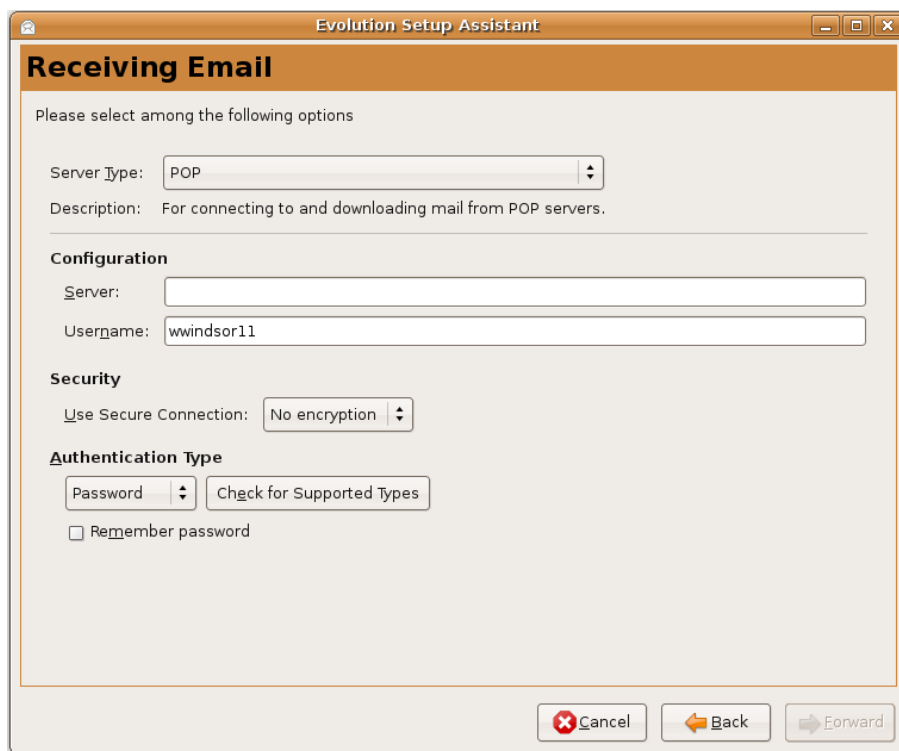 Evolution Setup Assistant
Receiving Email
Please select among the following options
Server Type: POP
Description: For connecting to and downloading mail from POP servers.
Configuration
Server:
Username: wwindsor11
Security
Use Secure Connection: No encryption
Authentication Type
Password Check for Supported Types
Remember password
Cancel Back Forward